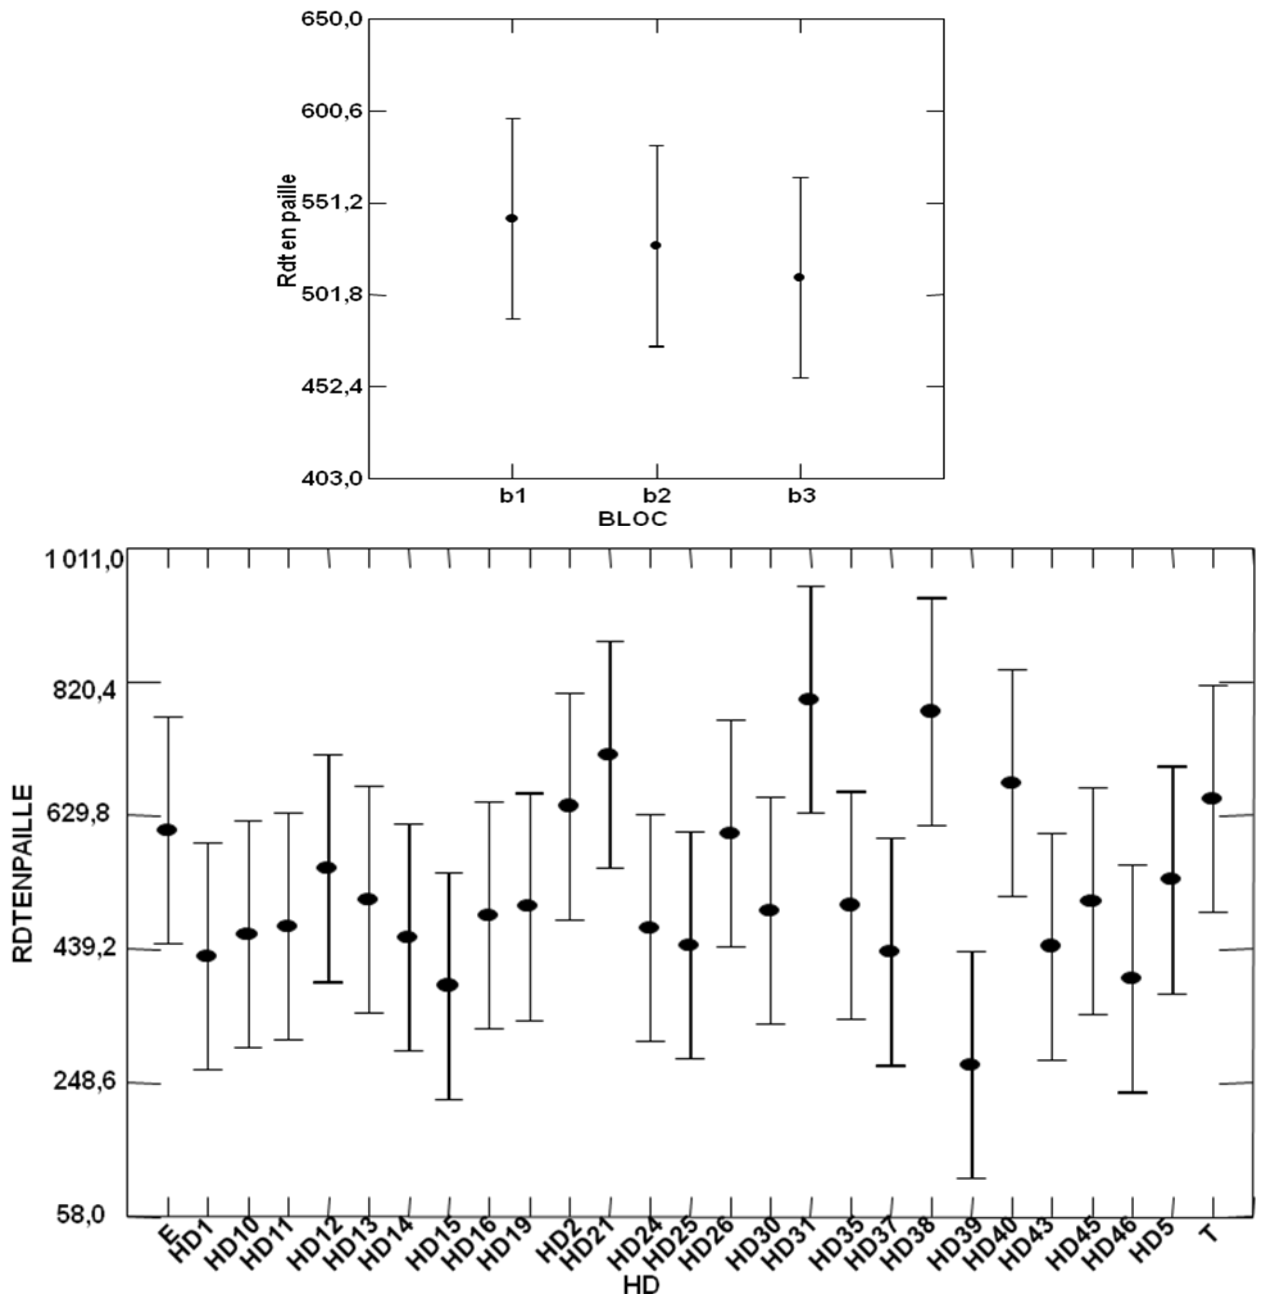 650,0
600,6
551,2
501,8
452,4
403,0
Rdt en paille
b1 b2 b3
BLOC
1 011,0
820,4
629,8
439,2
248,6
58,0
RDTENPAILLE
E HD1 HD10 HD11 HD12 HD13 HD14 HD15 HD16 HD19 HD2 HD21 HD24 HD25 HD26 HD30 HD31 HD35 HD37 HD38 HD39 HD40 HD43 HD45 HD46 HD5 T
HD